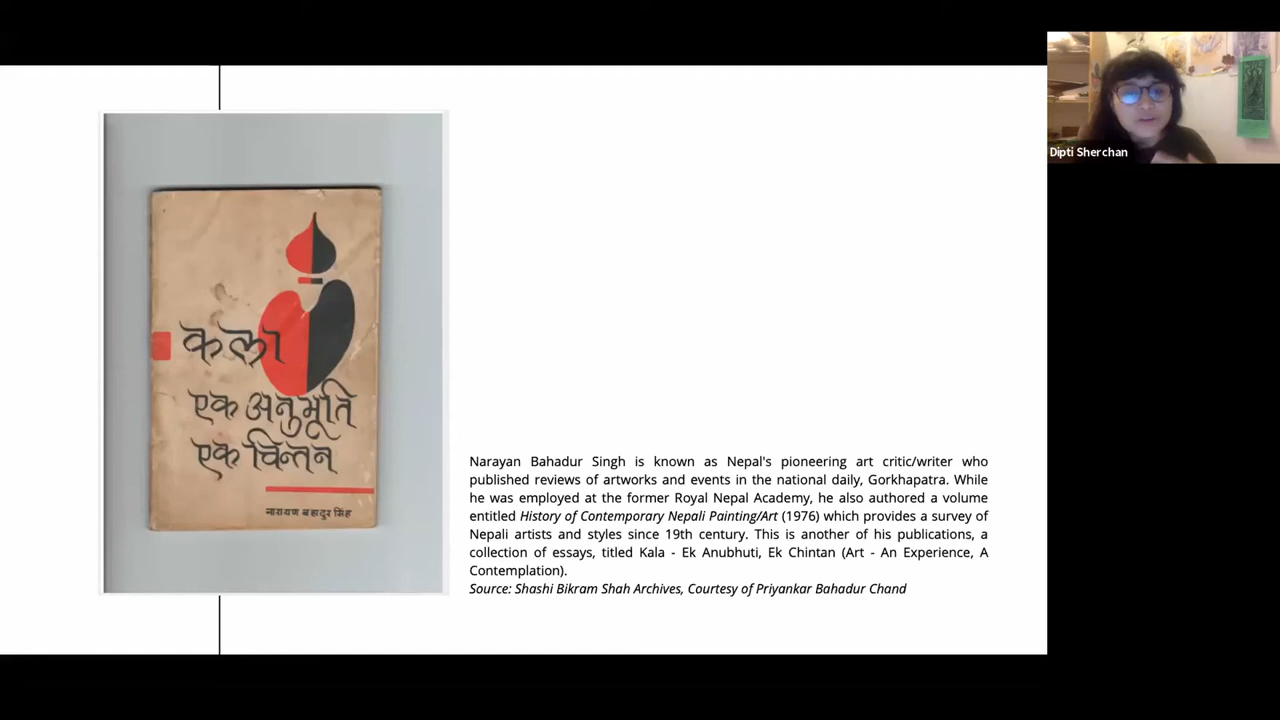 कला
एक अनुभूति
एक चिन्तन
नारायण बहादुर सिंह
Narayan Bahadur Singh is known as Nepal's pioneering art critic/writer who
published reviews of artworks and events in the national daily, Gorkhapatra. While
he was employed at the former Royal Nepal Academy, he also authored a volume
entitled History of Contemporary Nepali Painting/Art (1976) which provides a survey of
Nepali artists and styles since 19th century. This is another of his publications, a
collection of essays, titled Kala - Ek Anubhuti, Ek Chintan (Art - An Experience, A
Contemplation).
Source: Shashi Bikram Shah Archives, Courtesy of Priyankar Bahadur Chand
Dipti Sherchan